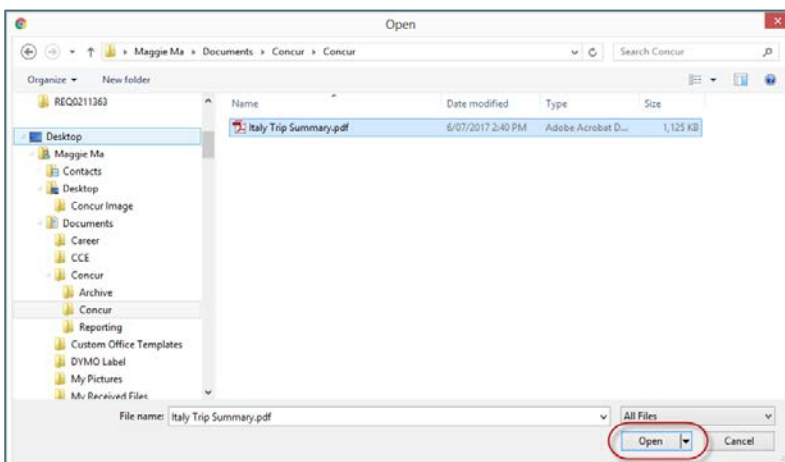 Open
Maggie Ma Documents Concur Concur
Search Concur
Organize New folder
REQ0211363
Desktop
Maggie Ma
Contacts
Desktop
Concur Image
Documents
Career
CCE
Concur
Archive
Concur
Reporting
Custom Office Templates
DYMO Label
My Pictures
My Received Files
Name Date modified Type Size
Italy Trip Summary.pdf 6/07/2017 2:40 PM Adobe Acrobat D... 1,125 KB
File name: Italy Trip Summary.pdf
All Files
Open Cancel